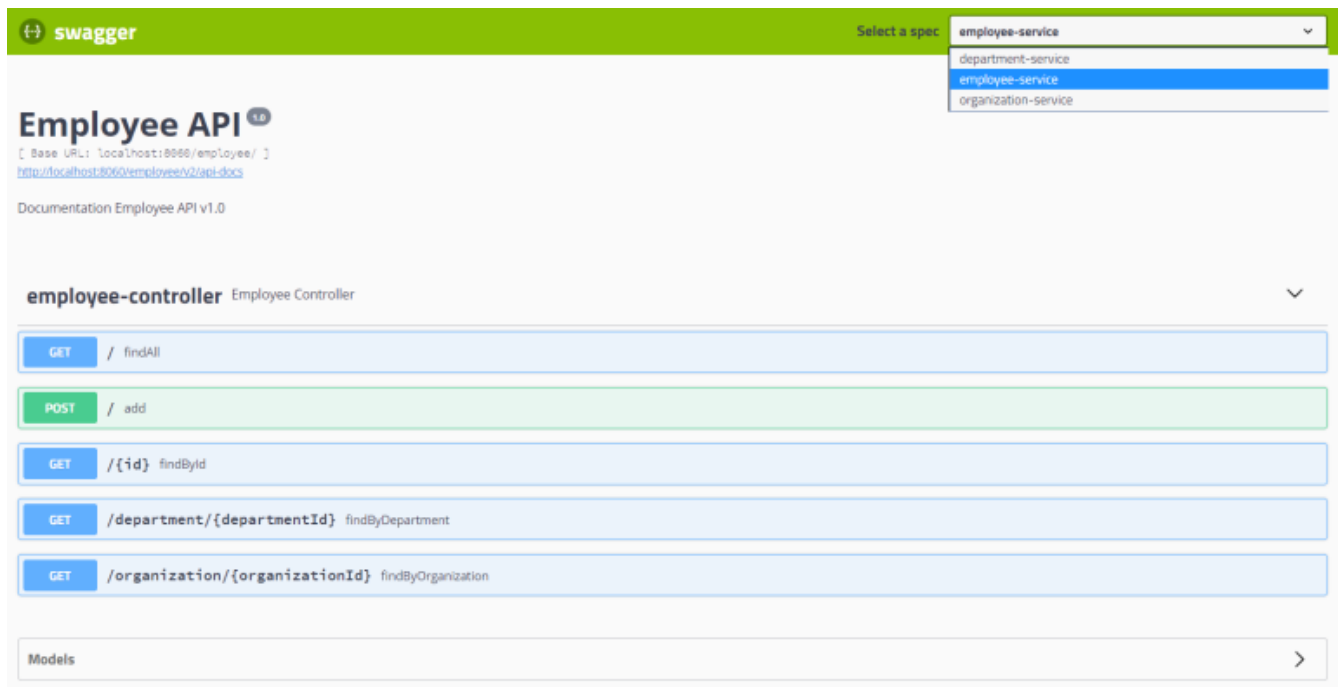 swagger
Select a spec employee-service
department-service
employee-service
organization-service
Employee API 1.0
[ Base URL: localhost:8060/employee/ ]
http://localhost:8060/employee/v2/api-docs
Documentation Employee API v1.0
employee-controller Employee Controller
GET / findAll
POST / add
GET /{id} findById
GET /department/{departmentId} findByDepartment
GET /organization/{organizationId} findByOrganization
Models